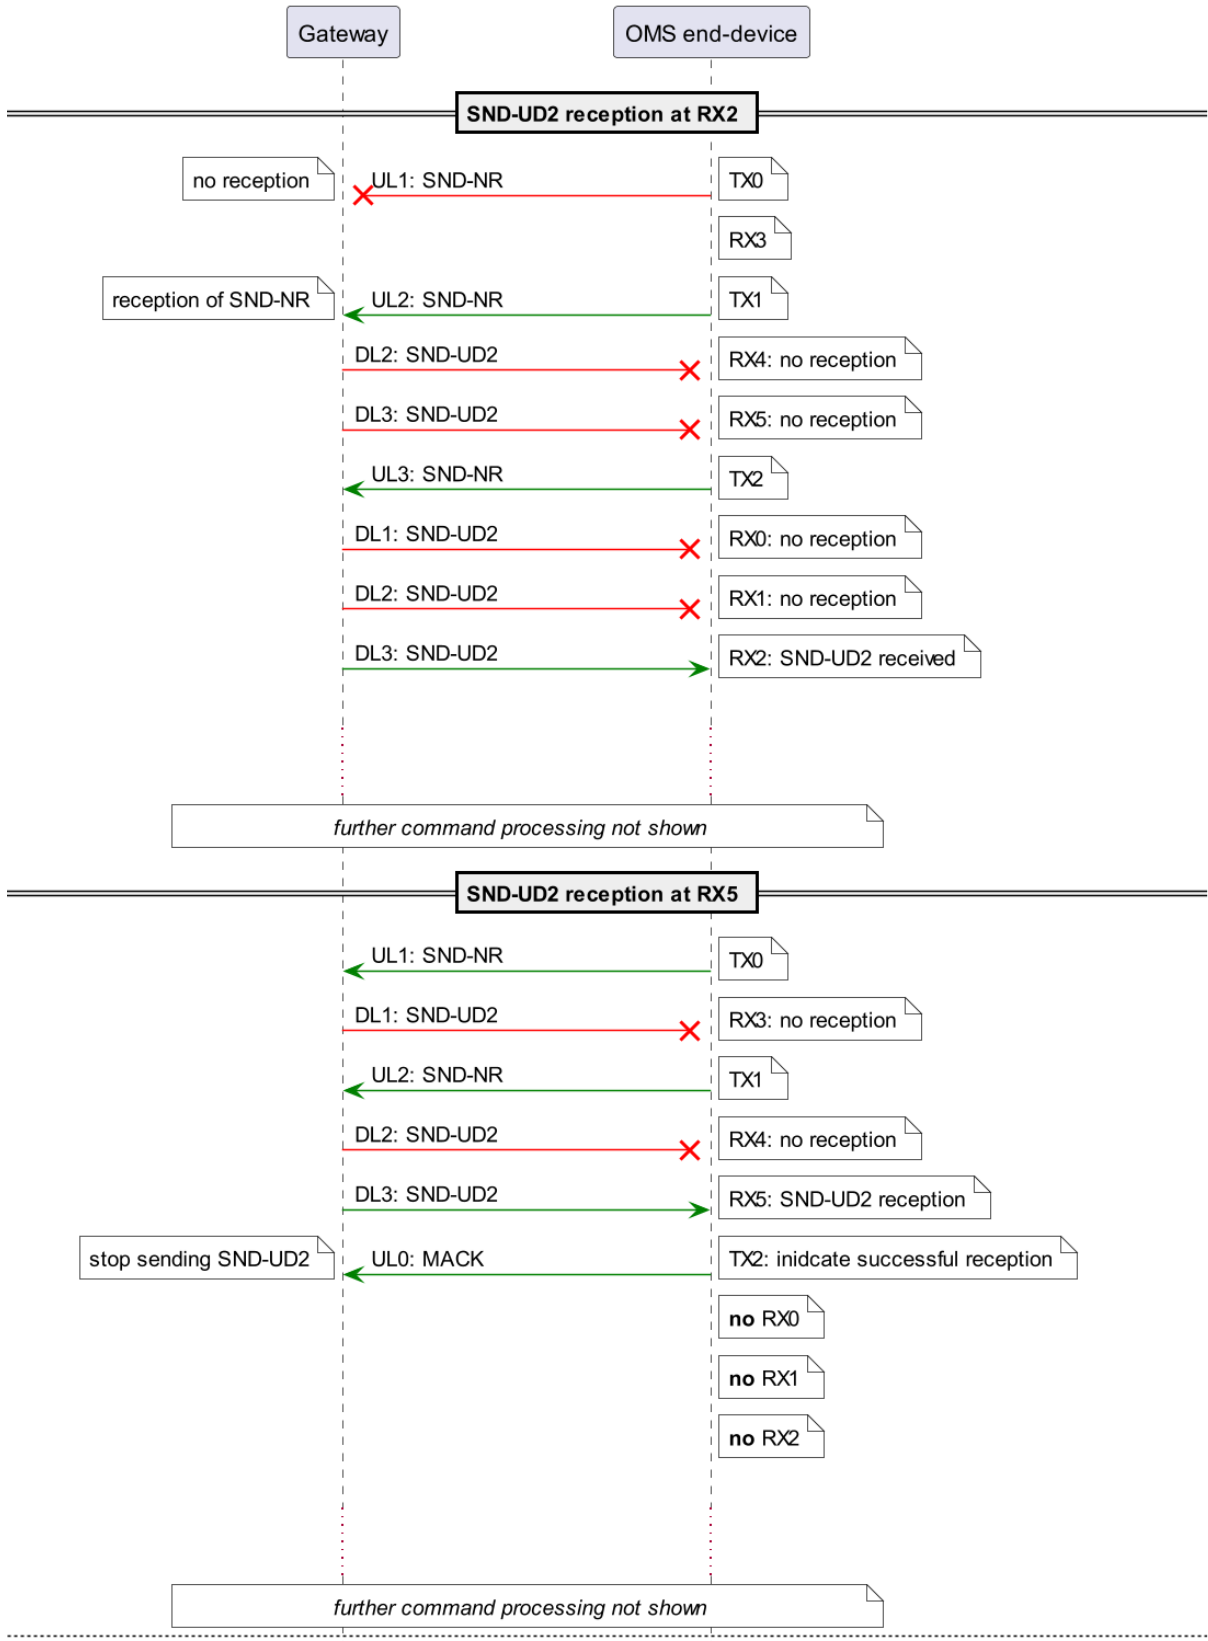 Gateway
OMS end-device
SND-UD2 reception at RX2
no reception
UL1: SND-NR
TX0
RX3
reception of SND-NR
UL2: SND-NR
TX1
DL2: SND-UD2
RX4: no reception
DL3: SND-UD2
RX5: no reception
UL3: SND-NR
TX2
DL1: SND-UD2
RX0: no reception
DL2: SND-UD2
RX1: no reception
DL3: SND-UD2
RX2: SND-UD2 received
further command processing not shown
SND-UD2 reception at RX5
UL1: SND-NR
TX0
DL1: SND-UD2
RX3: no reception
UL2: SND-NR
TX1
DL2: SND-UD2
RX4: no reception
DL3: SND-UD2
RX5: SND-UD2 reception
stop sending SND-UD2
UL0: MACK
TX2: inidcate successful reception
no RX0
no RX1
no RX2
further command processing not shown